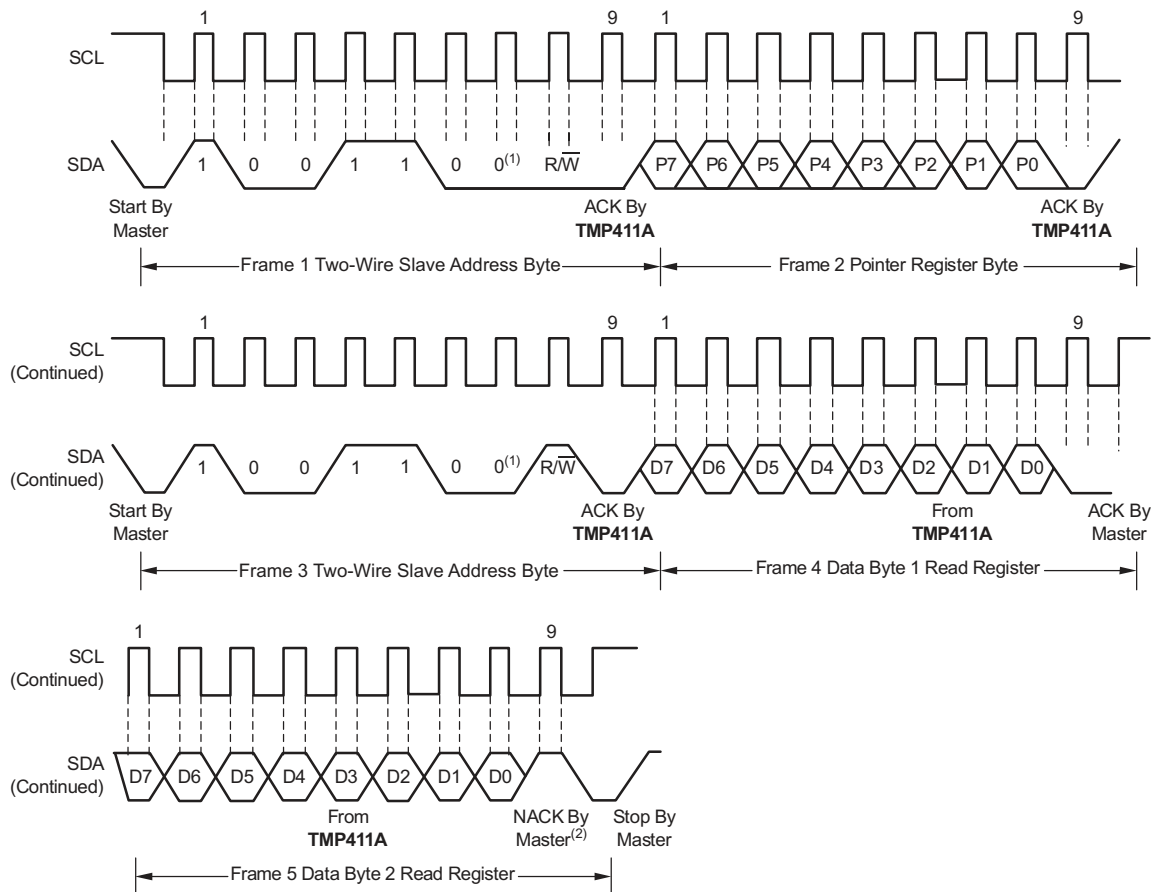 1 9 1 9
SCL
SDA 1 0 0 1 1 0 0(1) R/W̅ P7 P6 P5 P4 P3 P2 P1 P0
Start By Master
ACK By TMP411A
ACK By TMP411A
Frame 1 Two-Wire Slave Address Byte
Frame 2 Pointer Register Byte
1 9 1 9
SCL (Continued)
SDA (Continued) 1 0 0 1 1 0 0(1) R/W̅ D7 D6 D5 D4 D3 D2 D1 D0
Start By Master
ACK By TMP411A
From TMP411A
ACK By Master
Frame 3 Two-Wire Slave Address Byte
Frame 4 Data Byte 1 Read Register
1 9
SCL (Continued)
SDA (Continued) D7 D6 D5 D4 D3 D2 D1 D0
From TMP411A
NACK By Master(2)
Stop By Master
Frame 5 Data Byte 2 Read Register